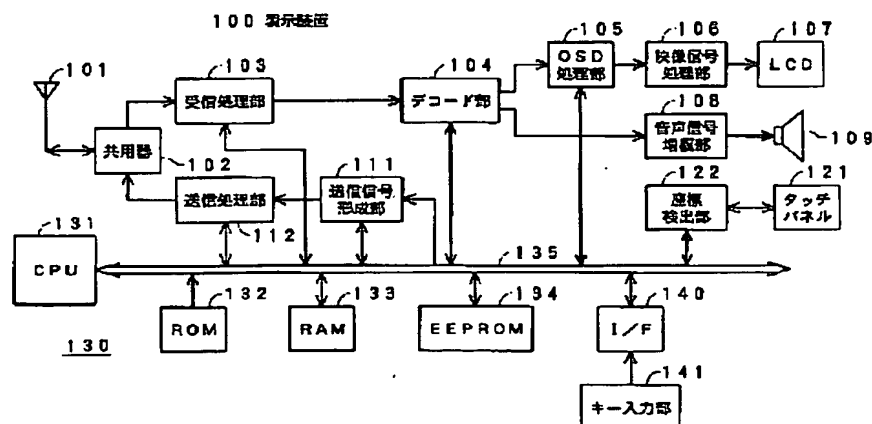 100 表示装置
101
103
受信処理部
104
デコード部
105
OSD
処理部
106
映像信号
処理部
107
LCD
108
音声信号
増幅部
109
共用器
102
送信処理部
112
111
送信信号
形成部
122
座標
検出部
121
タッチ
パネル
131
CPU
135
132
ROM
133
RAM
134
EEPROM
140
I/F
130
141
キー入力部